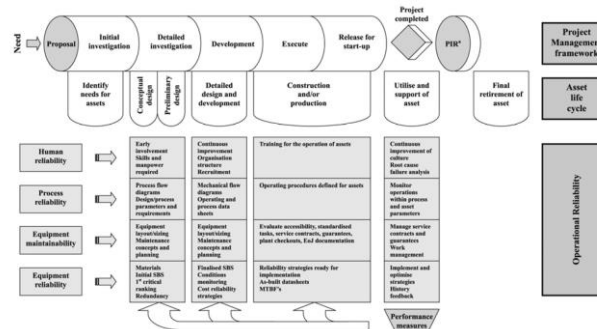 Need
Proposal
Initial
investigation
Detailed
investigation
Development
Execute
Release for
start-up
Project
completed
PIR*
Project
Management
framework
Identify
needs for
assets
Conceptual
design
Preliminary
design
Detailed
design and
development
Construction
and/or
production
Utilise and
support of
asset
Final
retirement of
asset
Asset
life
cycle
Human
reliability
Early
involvement
Skills and
manpower
required
Continuous
improvement
Organisation
structure
Recruitment
Training for the operation of assets
Continuous
improvement of
culture
Root cause
failure analysis
Process
reliability
Process flow
diagrams
Design/process
parameters and
requirements
Mechanical flow
diagrams
Operating and
process data
sheets
Operating procedures defined for assets
Monitor
operations
within process
and asset
parameters
Equipment
maintainability
Equipment
layout/sizing
Maintenance
concepts and
planning
Equipment
layout/sizing
Maintenance
concepts and
planning
Evaluate accessibility, standardised
tasks, service contracts, guarantees,
plant checkouts, EnJ documentation
Manage service
contracts and
guarantees
Work
management
Equipment
reliability
Materials
Initial SBS
1st critical
ranking
Redundancy
Finalised SBS
Conditions
monitoring
Cost reliability
strategies
Reliability strategies ready for
implementation
As-built datasheets
MTBF's
Implement and
optimise
strategies
History
feedback
Operational Reliability
Performance
measures